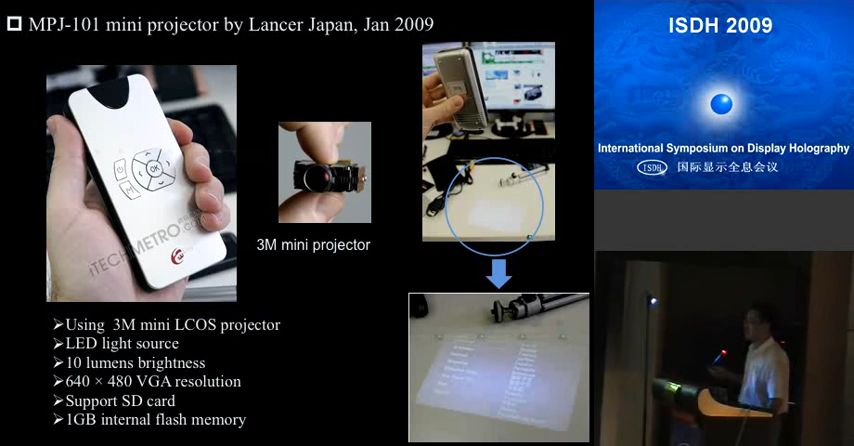 MPJ-101 mini projector by Lancer Japan, Jan 2009
ISDH 2009
International Symposium on Display Holography
ISDH 国际显示全息会议
OK
M
iTECHMETRO
3M mini projector
➢Using 3M mini LCOS projector
➢LED light source
➢10 lumens brightness
➢640 × 480 VGA resolution
➢Support SD card
➢1GB internal flash memory